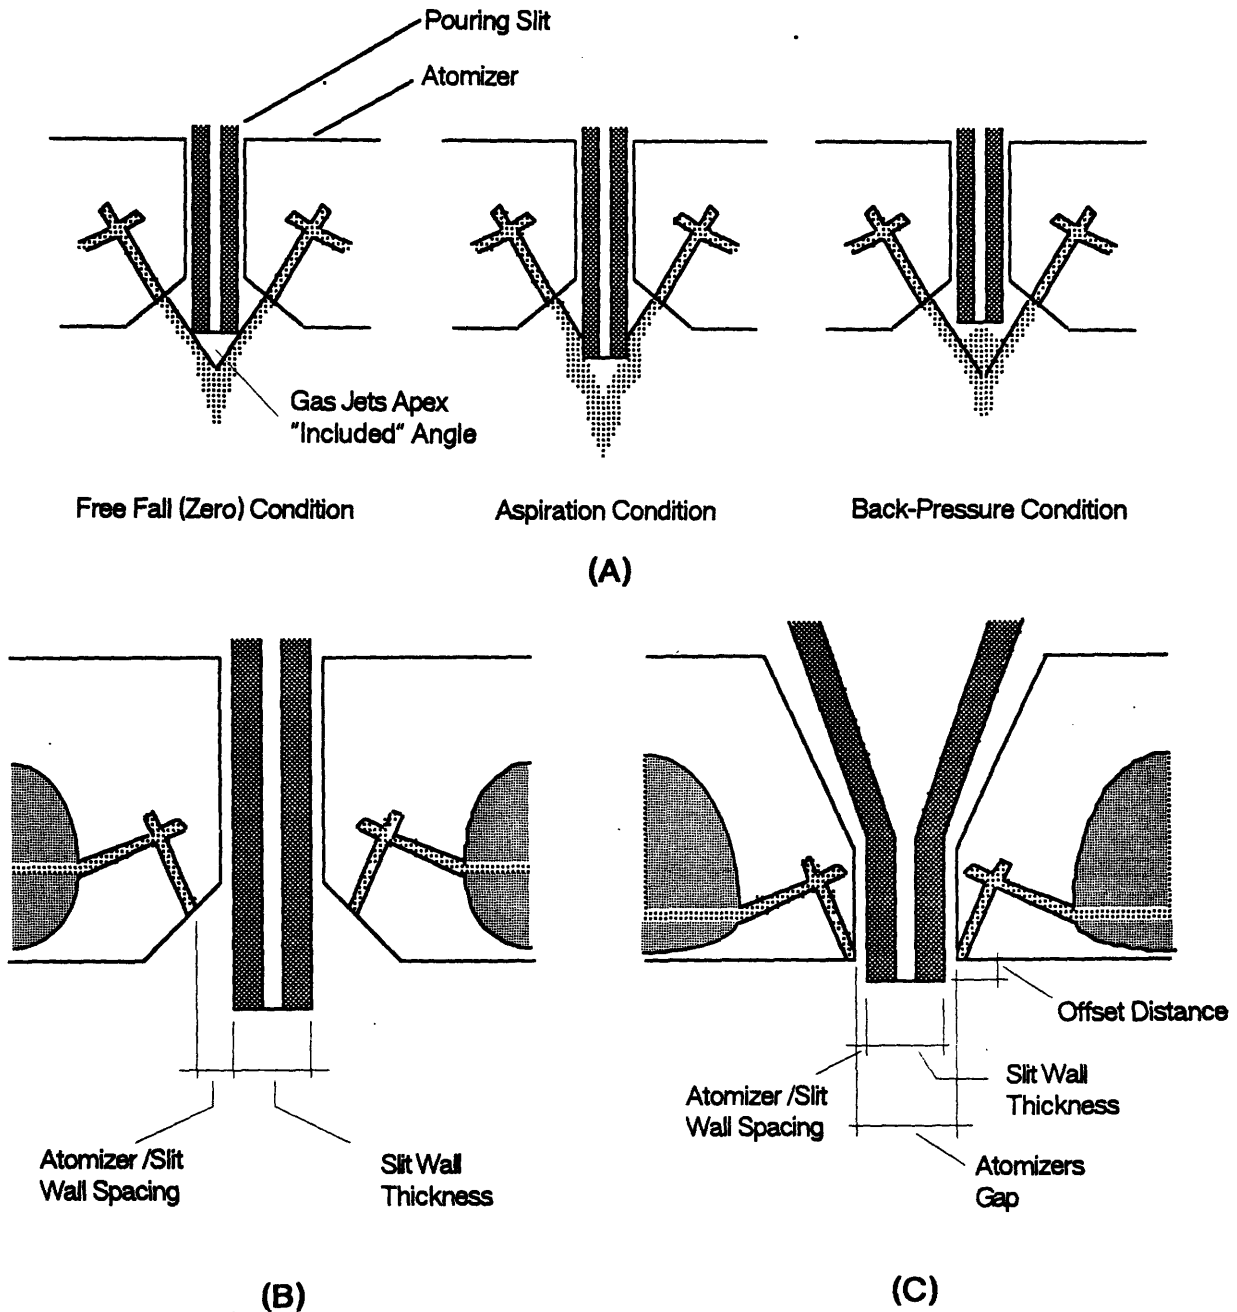 Pouring Slit
Atomizer
Gas Jets Apex
"Included" Angle
Free Fall (Zero) Condition
Aspiration Condition
Back-Pressure Condition
(A)
Offset Distance
Atomizer /Slit
Wall Spacing
Slit Wall
Thickness
Atomizer /Slit
Wall Spacing
Slit Wall
Thickness
Atomizers
Gap
(B)
(C)